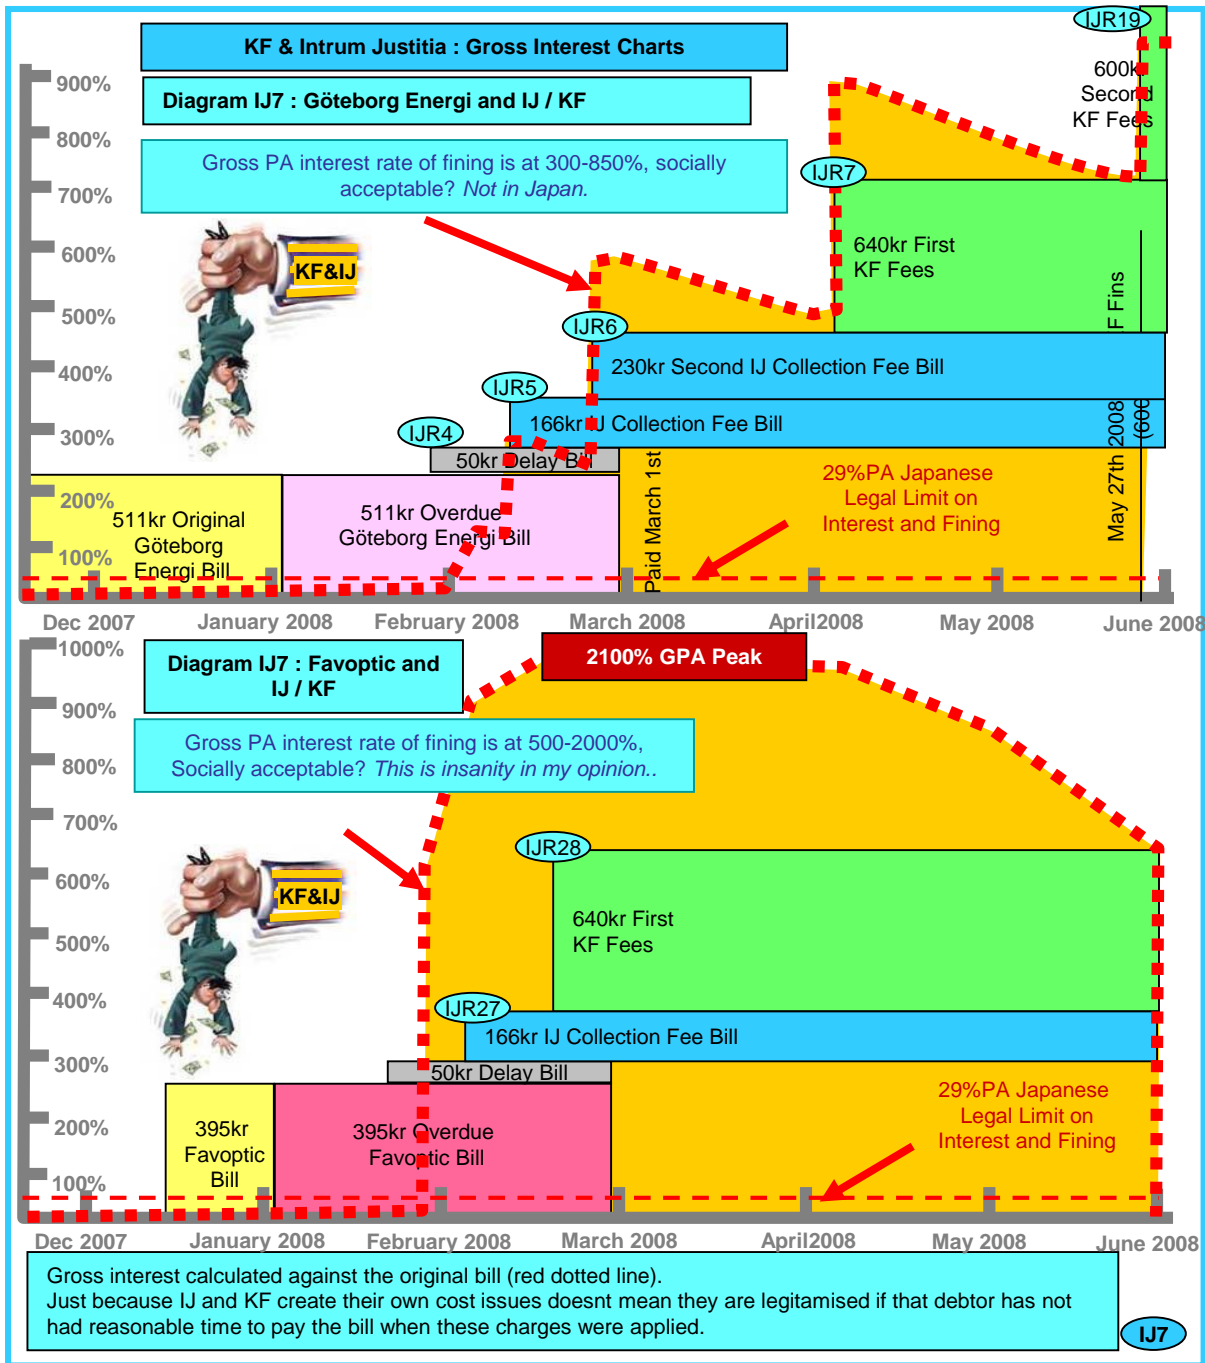 IJR19
KF & Intrum Justitia : Gross Interest Charts
Diagram IJ7 : Göteborg Energi and IJ / KF
Gross PA interest rate of fining is at 300-850%, socially
acceptable? Not in Japan.
900%
800%
700%
600%
500%
400%
300%
200%
100%
600kr
Second
KF Fees
IJR7
KF&IJ
640kr First
KF Fees
IJR6
230kr Second IJ Collection Fee Bill
IJR5
166kr IJ Collection Fee Bill
IJR4
50kr Delay Bill
511kr Original
Göteborg
Energi Bill
511kr Overdue
Göteborg Energi Bill
Paid March 1st
29%PA Japanese
Legal Limit on
Interest and Fining
May 27th 2008 F Fins
(600
Dec 2007 January 2008 February 2008 March 2008 April2008 May 2008 June 2008
1000%
900%
800%
700%
600%
500%
400%
300%
200%
100%
Diagram IJ7 : Favoptic and
IJ / KF
2100% GPA Peak
Gross PA interest rate of fining is at 500-2000%,
Socially acceptable? This is insanity in my opinion..
IJR28
KF&IJ
640kr First
KF Fees
IJR27
166kr IJ Collection Fee Bill
50kr Delay Bill
395kr
Favoptic
Bill
395kr Overdue
Favoptic Bill
29%PA Japanese
Legal Limit on
Interest and Fining
Dec 2007 January 2008 February 2008 March 2008 April2008 May 2008 June 2008
Gross interest calculated against the original bill (red dotted line).
Just because IJ and KF create their own cost issues doesnt mean they are legitamised if that debtor has not
had reasonable time to pay the bill when these charges were applied.
IJ7